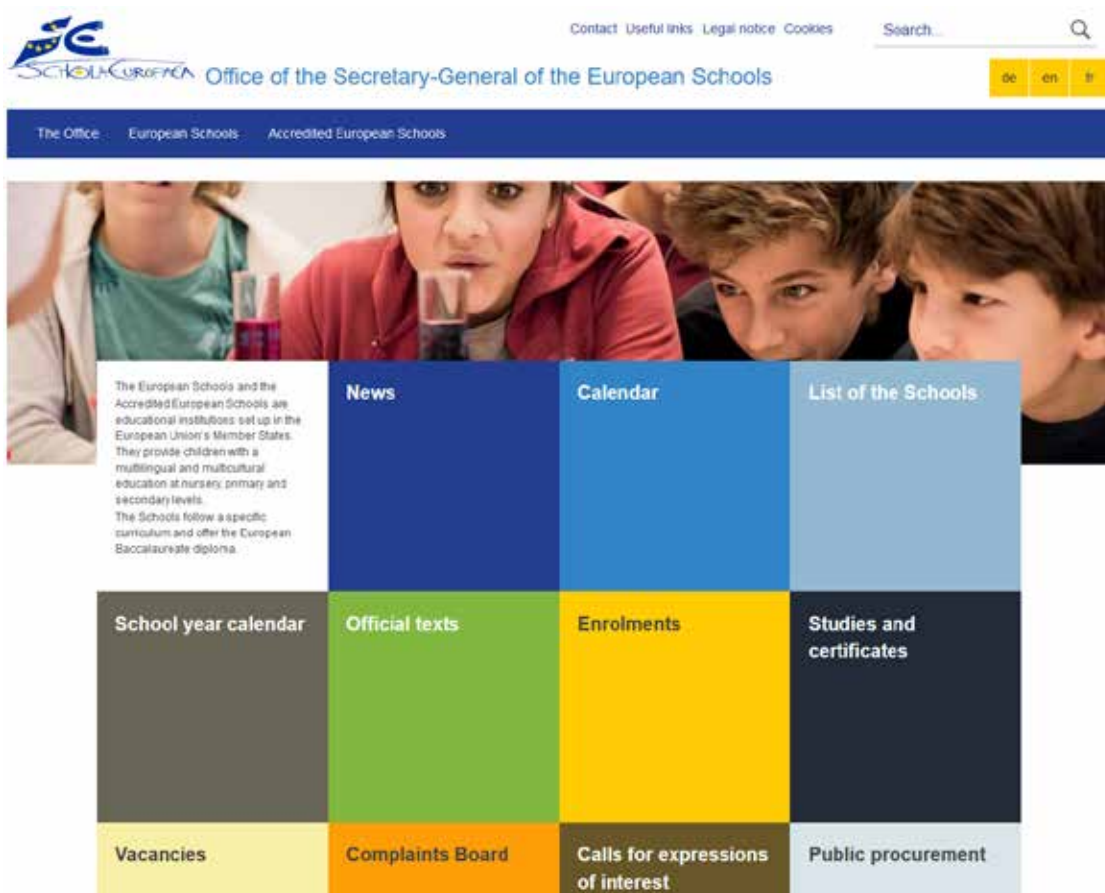 Contact Useful links Legal notice Cookies
Search...
SCHOLA EUROPAEA
Office of the Secretary-General of the European Schools
de en fr
The Office European Schools Accredited European Schools
The European Schools and the
Accredited European Schools are
educational institutions set up in the
European Union's Member States.
They provide children with a
multilingual and multicultural
education at nursery, primary and
secondary levels.
The Schools follow a specific
curriculum and offer the European
Baccalaureate diploma.
News
Calendar
List of the Schools
School year calendar
Official texts
Enrolments
Studies and
certificates
Vacancies
Complaints Board
Calls for expressions
of interest
Public procurement